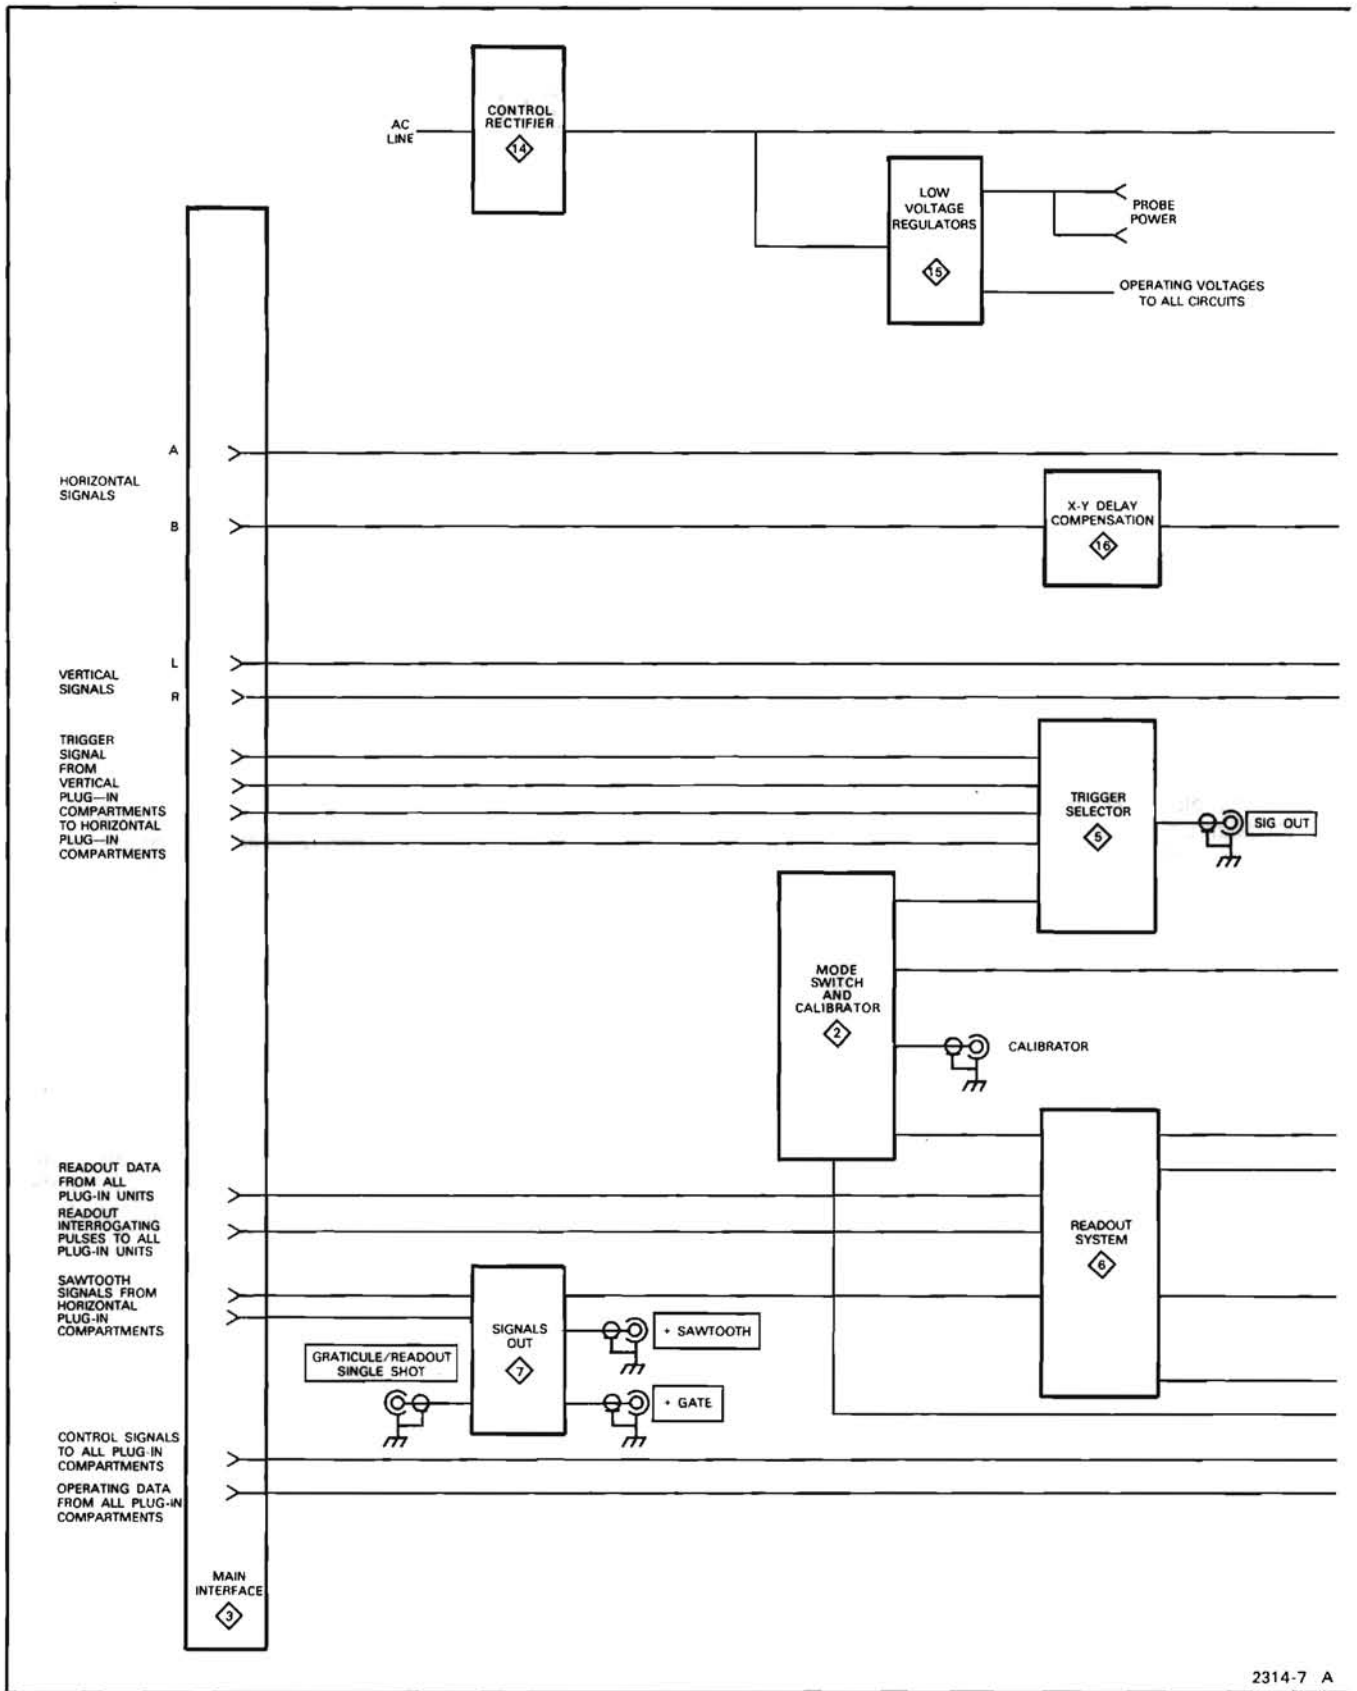 CONTROL
RECTIFIER
14
AC
LINE
LOW
VOLTAGE
REGULATORS
15
PROBE
POWER
OPERATING VOLTAGES
TO ALL CIRCUITS
A
HORIZONTAL
SIGNALS
B
X-Y DELAY
COMPENSATION
16
L
VERTICAL
SIGNALS
R
TRIGGER
SIGNAL
FROM
VERTICAL
PLUG—IN
COMPARTMENTS
TO HORIZONTAL
PLUG—IN
COMPARTMENTS
TRIGGER
SELECTOR
5
SIG OUT
MODE
SWITCH
AND
CALIBRATOR
2
CALIBRATOR
READOUT DATA
FROM ALL
PLUG-IN UNITS
READOUT
INTERROGATING
PULSES TO ALL
PLUG-IN UNITS
READOUT
SYSTEM
6
SAWTOOTH
SIGNALS FROM
HORIZONTAL
PLUG-IN
COMPARTMENTS
SIGNALS
OUT
7
+ SAWTOOTH
GRATICULE/READOUT
SINGLE SHOT
+ GATE
CONTROL SIGNALS
TO ALL PLUG-IN
COMPARTMENTS
OPERATING DATA
FROM ALL PLUG-IN
COMPARTMENTS
MAIN
INTERFACE
3
2314-7 A